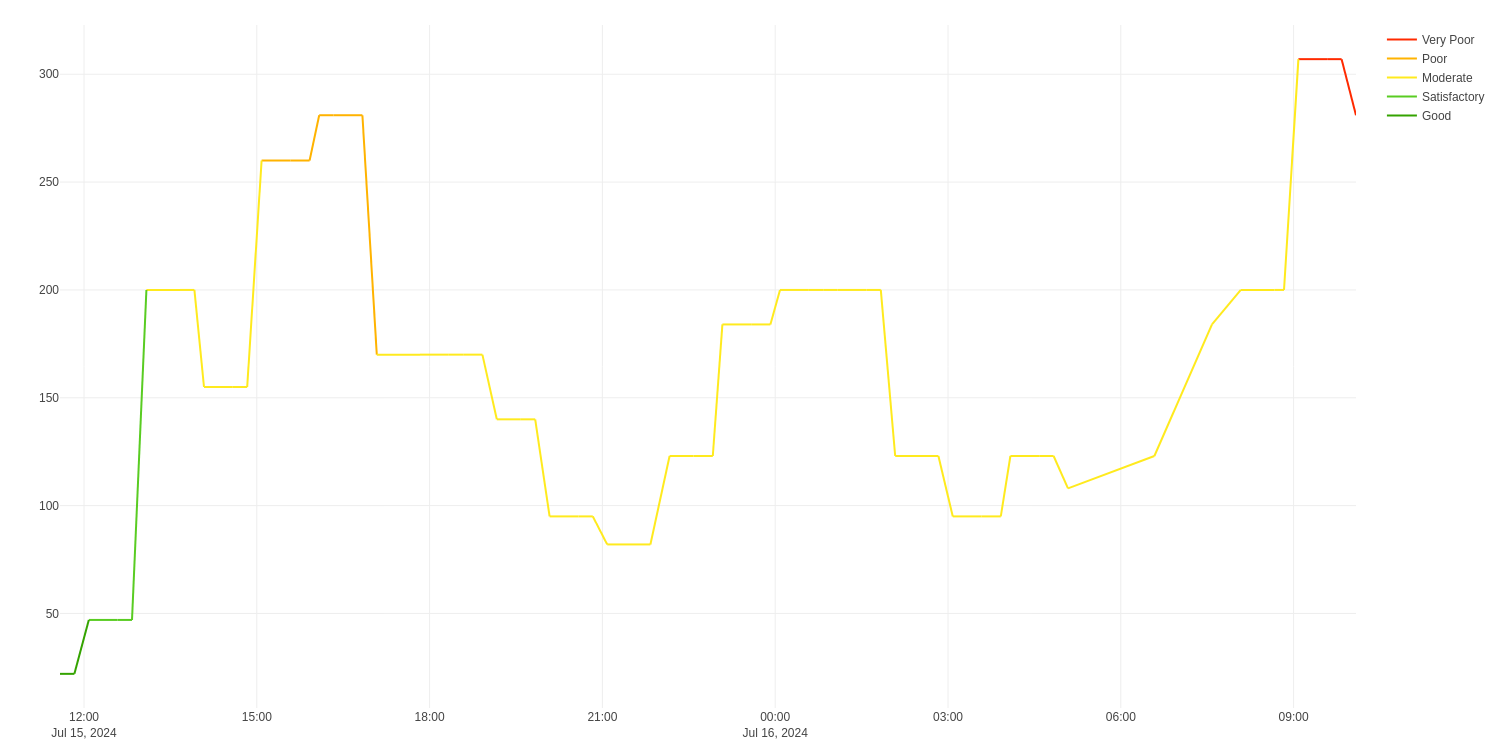 300
250
200
150
100
50
12:00
Jul 15, 2024
15:00
18:00
21:00
00:00
Jul 16, 2024
03:00
06:00
09:00
Very Poor
Poor
Moderate
Satisfactory
Good